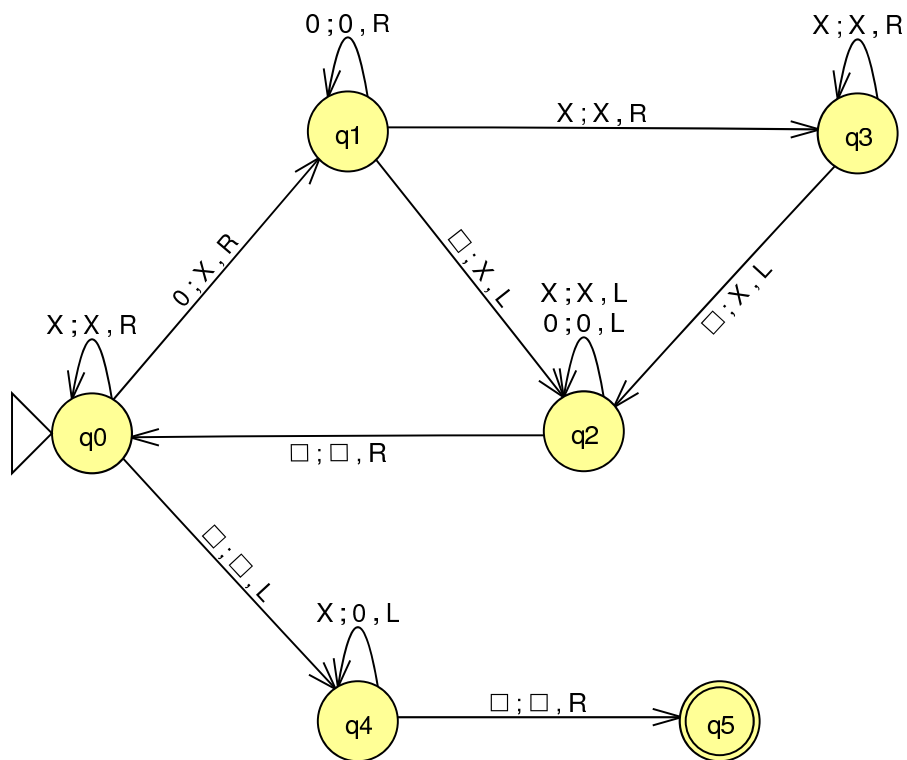 0 ; 0 , R
X ; X , R
q1
X ; X , R
q3
0 ; X , R
□ ; X , L
X ; X , L
0 ; 0 , L
□ ; X , L
X ; X , R
q0
□ ; □ , R
q2
□ ; □ , L
X ; 0 , L
q4
□ ; □ , R
q5